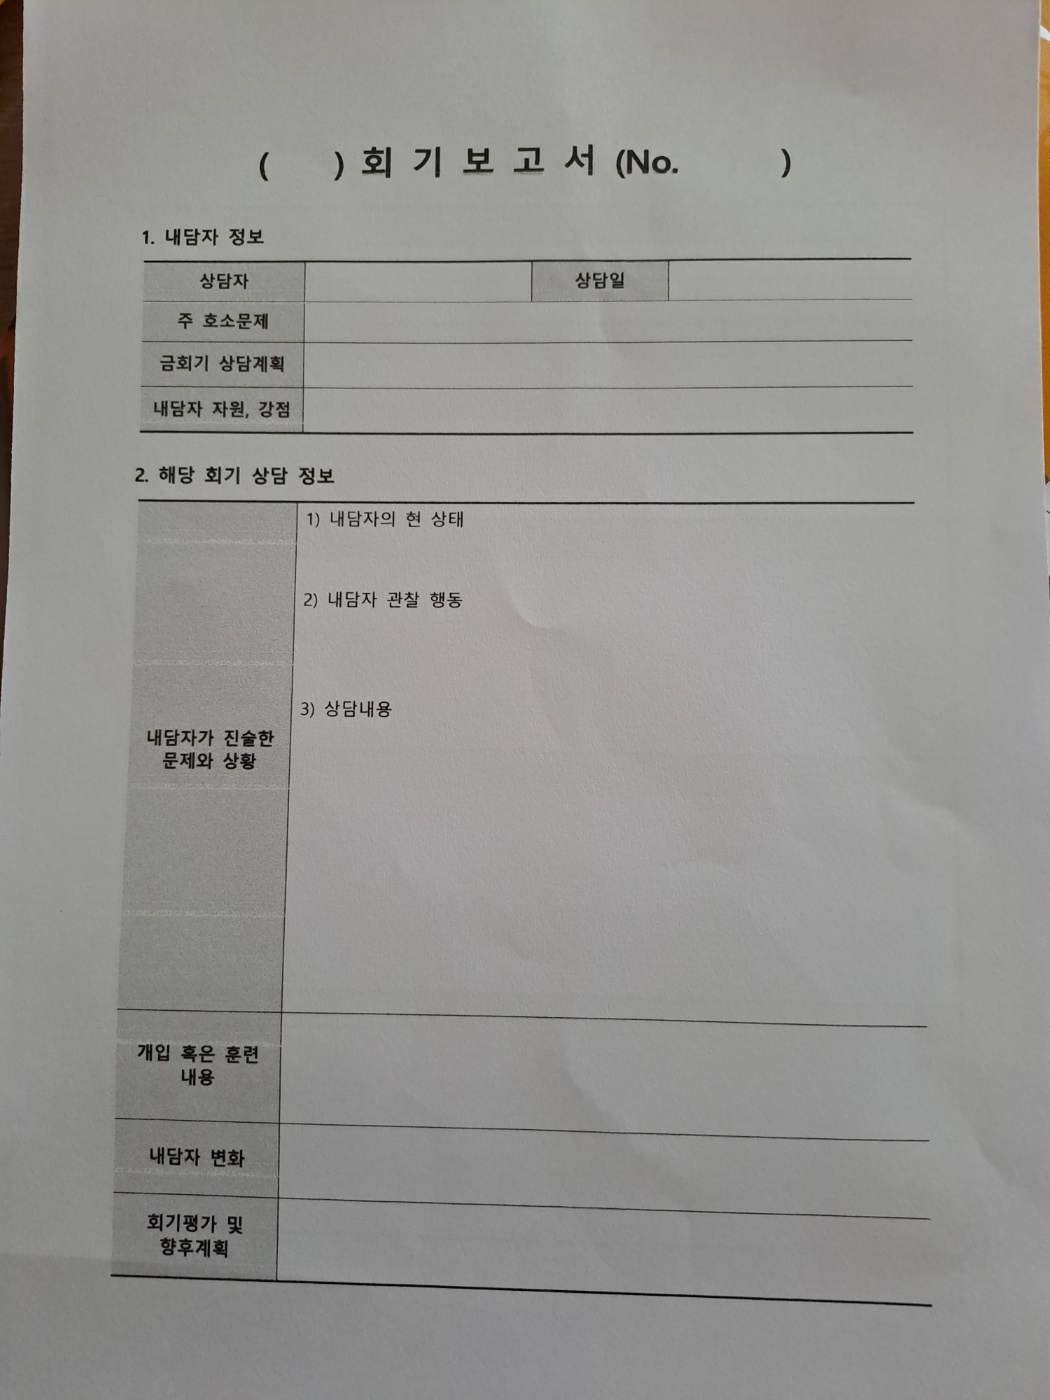 ( ) 회 기 보 고 서 (No. )
1. 내담자 정보
상담자 상담일
주 호소문제
금회기 상담계획
내담자 자원, 강점
2. 해당 회기 상담 정보
1) 내담자의 현 상태
2) 내담자 관찰 행동
3) 상담내용
내담자가 진술한
문제와 상황
개입 혹은 훈련
내용
내담자 변화
회기평가 및
향후계획